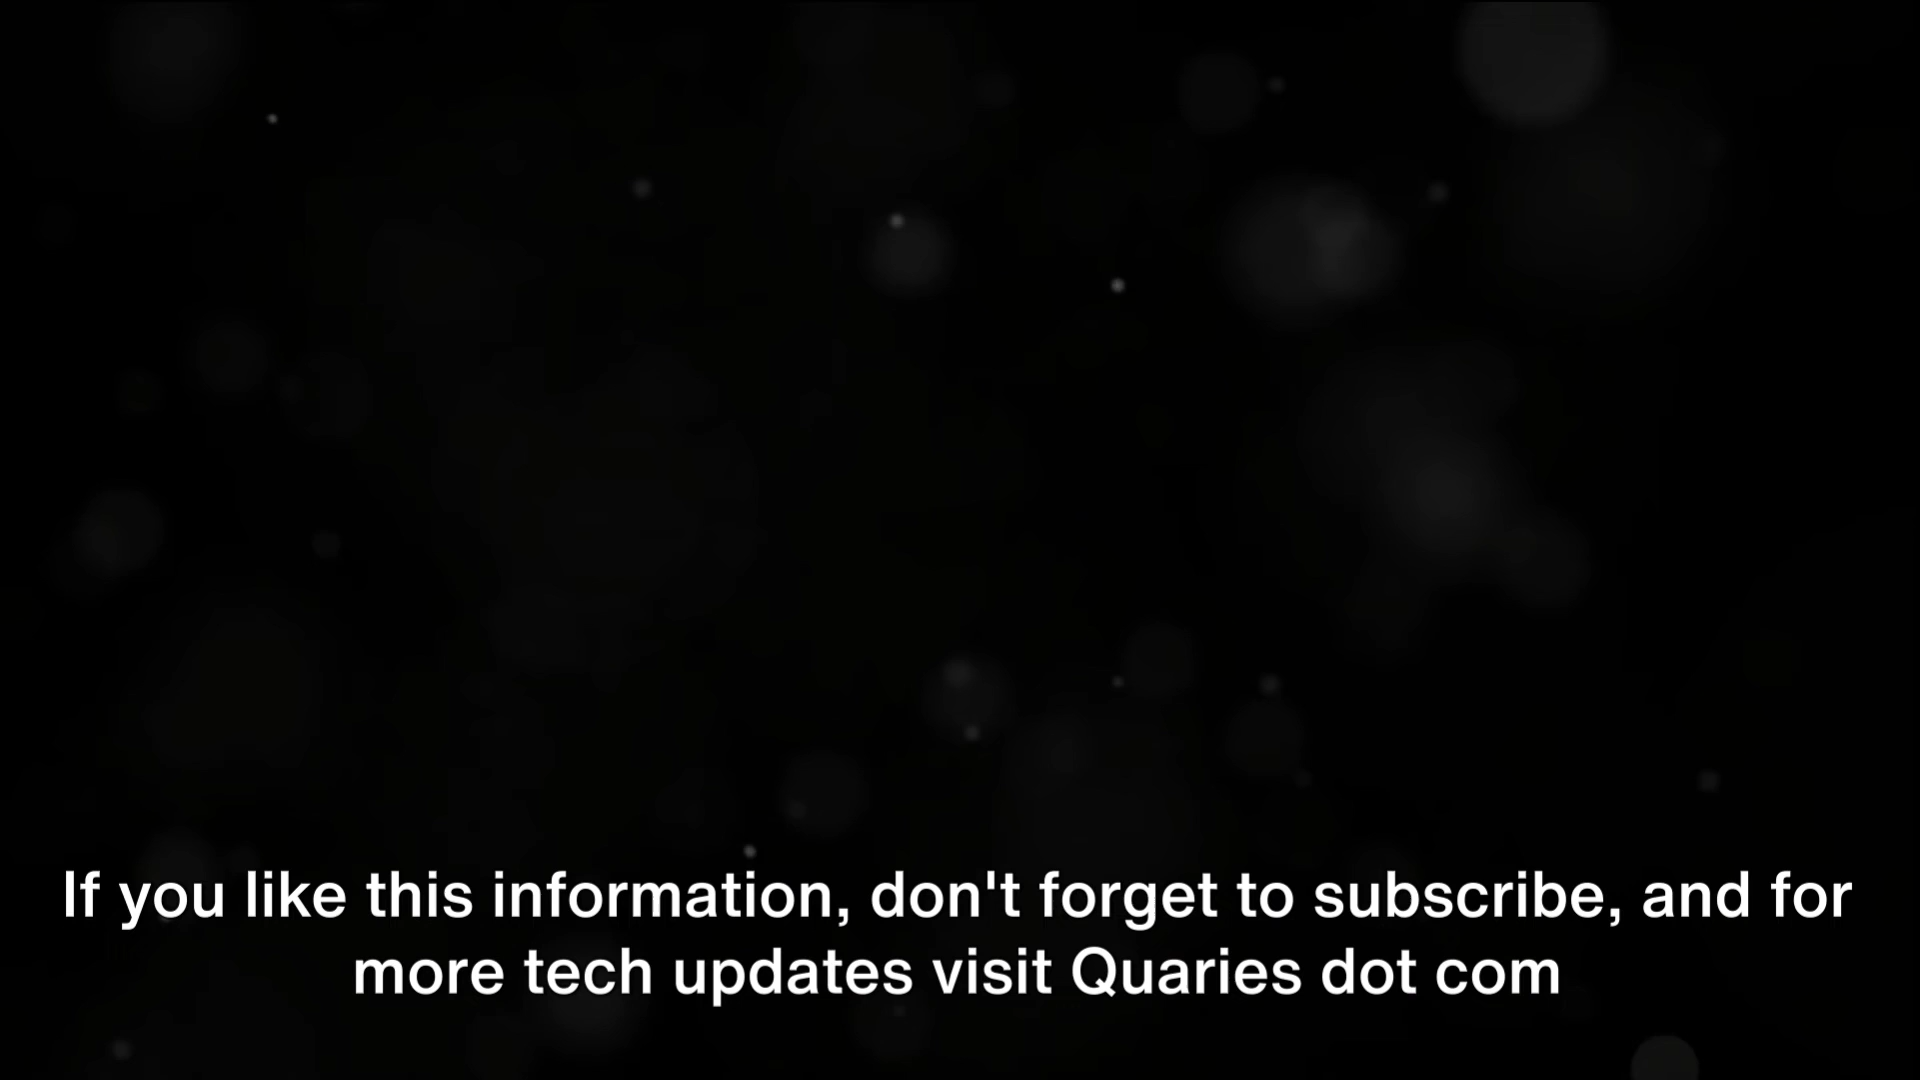 If you like this information, don't forget to subscribe, and for
more tech updates visit Quaries dot com